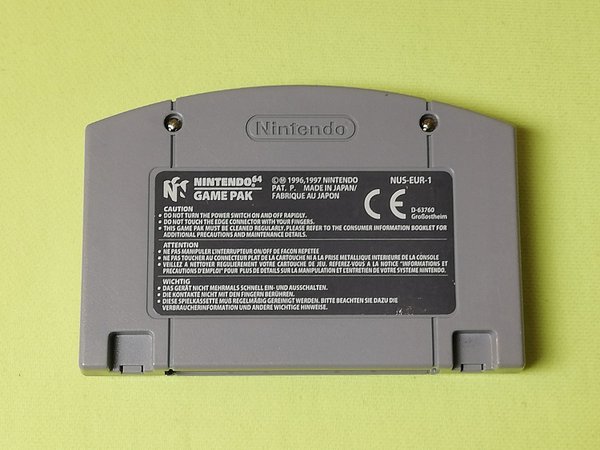 Nintendo
NINTENDO 64
GAME PAK
©Ⓜ 1996,1997 NINTENDO
PAT. P. MADE IN JAPAN/
FABRIQUE AU JAPON
NUS-EUR-1
CE
D-63760
Großostheim
CAUTION
• DO NOT TURN THE POWER SWITCH ON AND OFF RAPIDLY.
• DO NOT TOUCH THE EDGE CONNECTOR WITH YOUR FINGERS.
• THIS GAME PAK MUST BE CLEANED REGULARLY. PLEASE REFER TO THE CONSUMER INFORMATION BOOKLET FOR
ADDITIONAL PRECAUTIONS AND MAINTENANCE DETAILS.
ATTENTION
• NE PAS MANIPULER L'INTERRUPTEUR ON/OFF DE FACON REPETEE
• NE PAS TOUCHER AU CONNECTEUR PLAT DE LA CARTOUCHE NI A LA PRISE METALLIQUE INTERIEURE DE LA CONSOLE
• VEILLEZ A NETTOYER REGULIEREMENT VOTRE CARTOUCHE DE JEU. REFEREZ-VOUS A LA NOTICE "INFORMATIONS ET
PRECAUTIONS D'EMPLOI" POUR PLUS DE DETAILS SUR LA MANIPULATION ET L'ENTRETIEN DE VOTRE SYSTEME NINTENDO.
WICHTIG
• DAS GERÄT NICHT MEHRMALS SCHNELL EIN- UND AUSSCHALTEN.
• DIE KONTAKTE NICHT MIT DEN FINGERN BERÜHREN.
• DIESE SPIELKASSETTE MUß REGELMÄßIG GEREINIGT WERDEN. BITTE BEACHTEN SIE DAZU DIE
VERBRAUCHERINFORMATION UND ANDERE WICHTIGE HINWEISE.